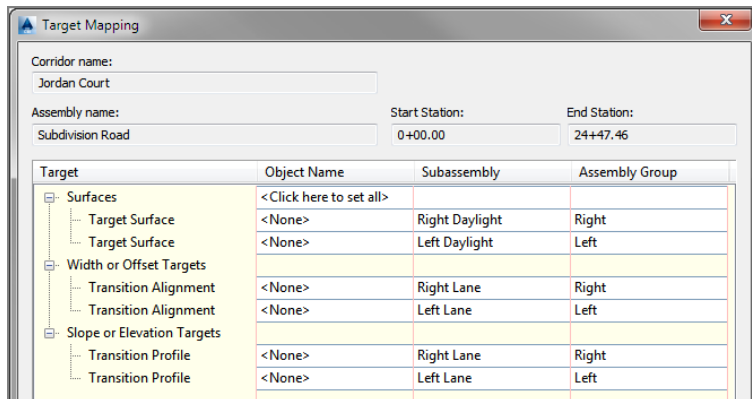 Target Mapping
Corridor name:
Jordan Court
Assembly name: Start Station: End Station:
Subdivision Road 0+00.00 24+47.46
Target Object Name Subassembly Assembly Group
Surfaces <Click here to set all>
Target Surface <None> Right Daylight Right
Target Surface <None> Left Daylight Left
Width or Offset Targets
Transition Alignment <None> Right Lane Right
Transition Alignment <None> Left Lane Left
Slope or Elevation Targets
Transition Profile <None> Right Lane Right
Transition Profile <None> Left Lane Left